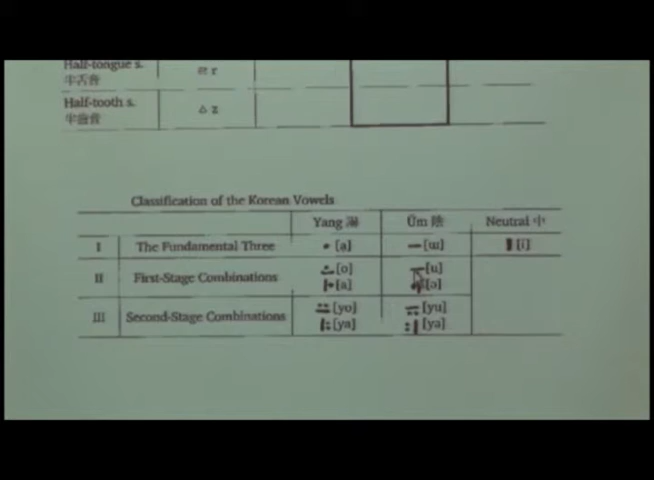 Half-tongue s.
半舌音 ㄹ r
Half-tooth s.
半齒音 ㅿ z
Classification of the Korean Vowels
Yang 陽 Ŭm 陰 Neutral 中
I The Fundamental Three • [a] ㅡ [ɯ] ㅣ [i]
II First-Stage Combinations ㅗ [o] ㅜ [u]
ㅏ [a] ㅓ [ə]
III Second-Stage Combinations ㅛ [yo] ㅠ [yu]
ㅑ [ya] ㅕ [yə]